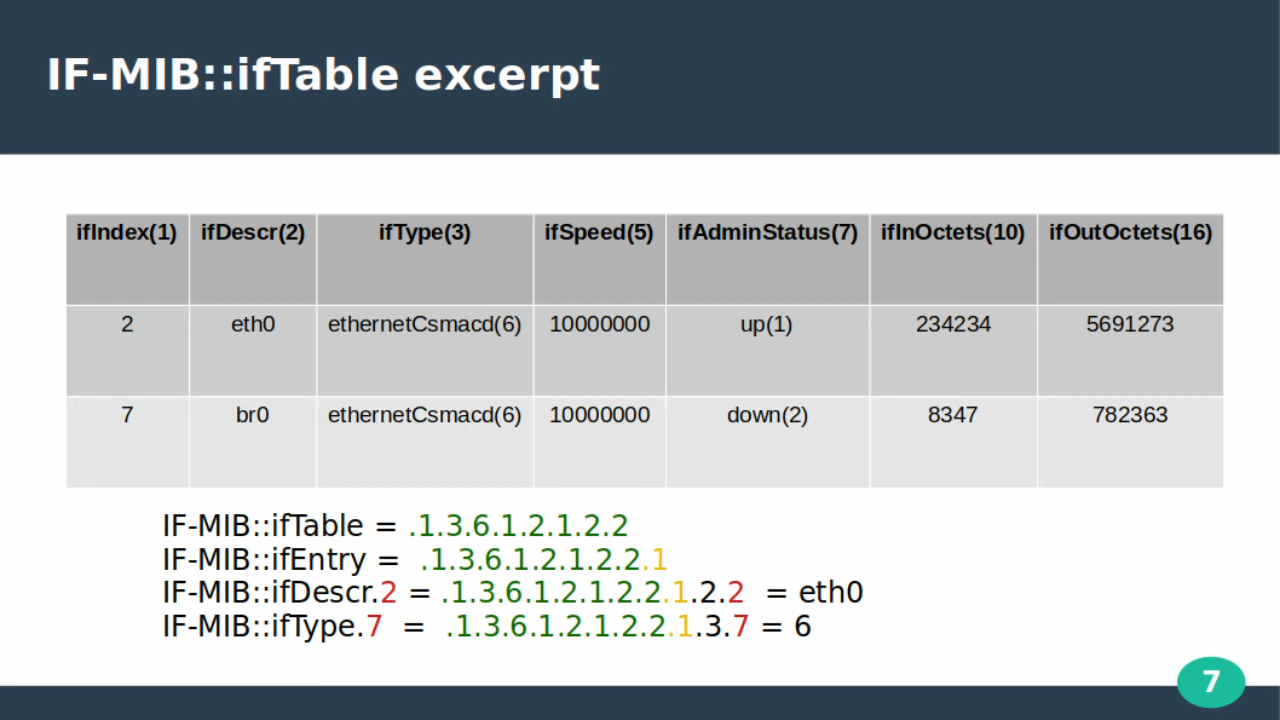 IF-MIB::ifTable excerpt
ifIndex(1) ifDescr(2) ifType(3) ifSpeed(5) ifAdminStatus(7) ifInOctets(10) ifOutOctets(16)
2 eth0 ethernetCsmacd(6) 10000000 up(1) 234234 5691273
7 br0 ethernetCsmacd(6) 10000000 down(2) 8347 782363
IF-MIB::ifTable = .1.3.6.1.2.1.2.2
IF-MIB::ifEntry = .1.3.6.1.2.1.2.2.1
IF-MIB::ifDescr.2 = .1.3.6.1.2.1.2.2.1.2.2 = eth0
IF-MIB::ifType.7 = .1.3.6.1.2.1.2.2.1.3.7 = 6
7